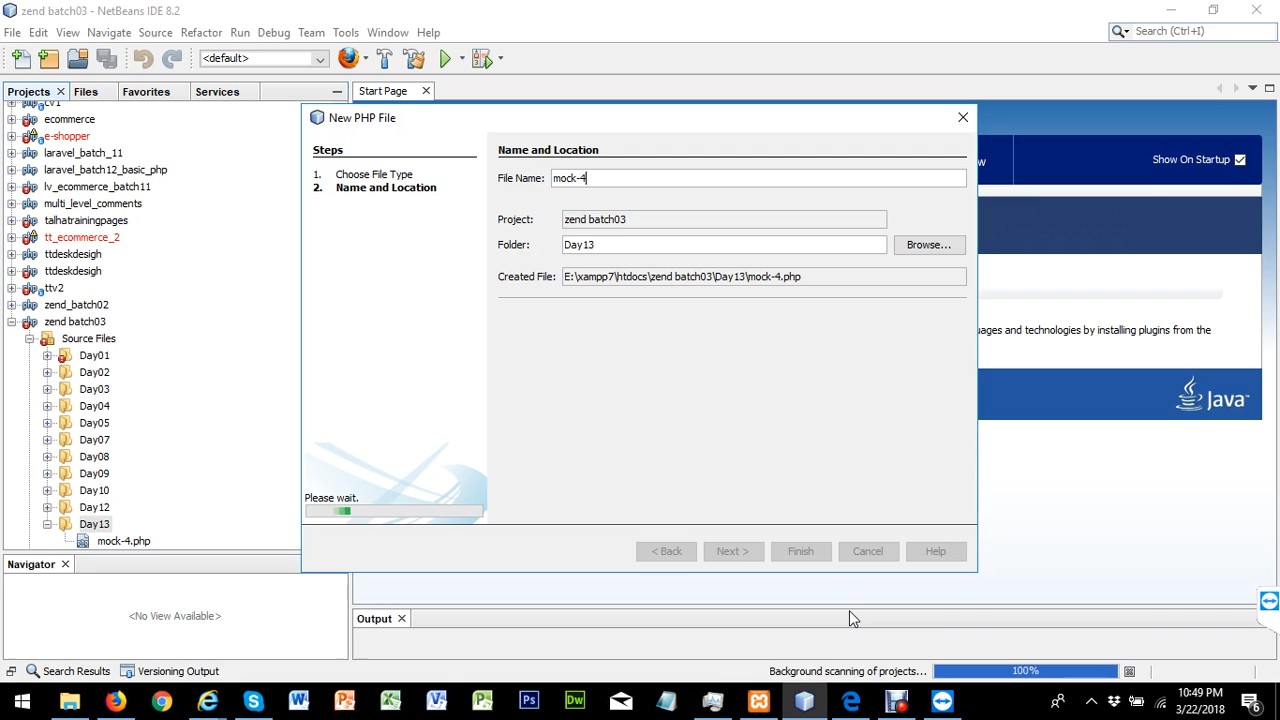 zend batch03 - NetBeans IDE 8.2
File Edit View Navigate Source Refactor Run Debug Team Tools Window Help
Search (Ctrl+I)
<default>
Projects Files Favorites Services
Start Page
cv1
ecommerce
e-shopper
laravel_batch_11
laravel_batch12_basic_php
lv_ecommerce_batch11
multi_level_comments
talhatrainingpages
tt_ecommerce_2
ttdeskdesigh
ttdeskdesigh
ttv2
zend_batch02
zend batch03
Source Files
Day01
Day02
Day03
Day04
Day05
Day07
Day08
Day09
Day10
Day12
Day13
mock-4.php
New PHP File
Steps
1. Choose File Type
2. Name and Location
Please wait.
Name and Location
File Name: mock-4
Project: zend batch03
Folder: Day13 Browse...
Created File: E:\xampp7\htdocs\zend batch03\Day13\mock-4.php
< Back Next > Finish Cancel Help
w
Show On Startup
uages and technologies by installing plugins from the
Java™
Navigator
<No View Available>
Output
Search Results Versioning Output
Background scanning of projects... 100%
10:49 PM
3/22/2018
6